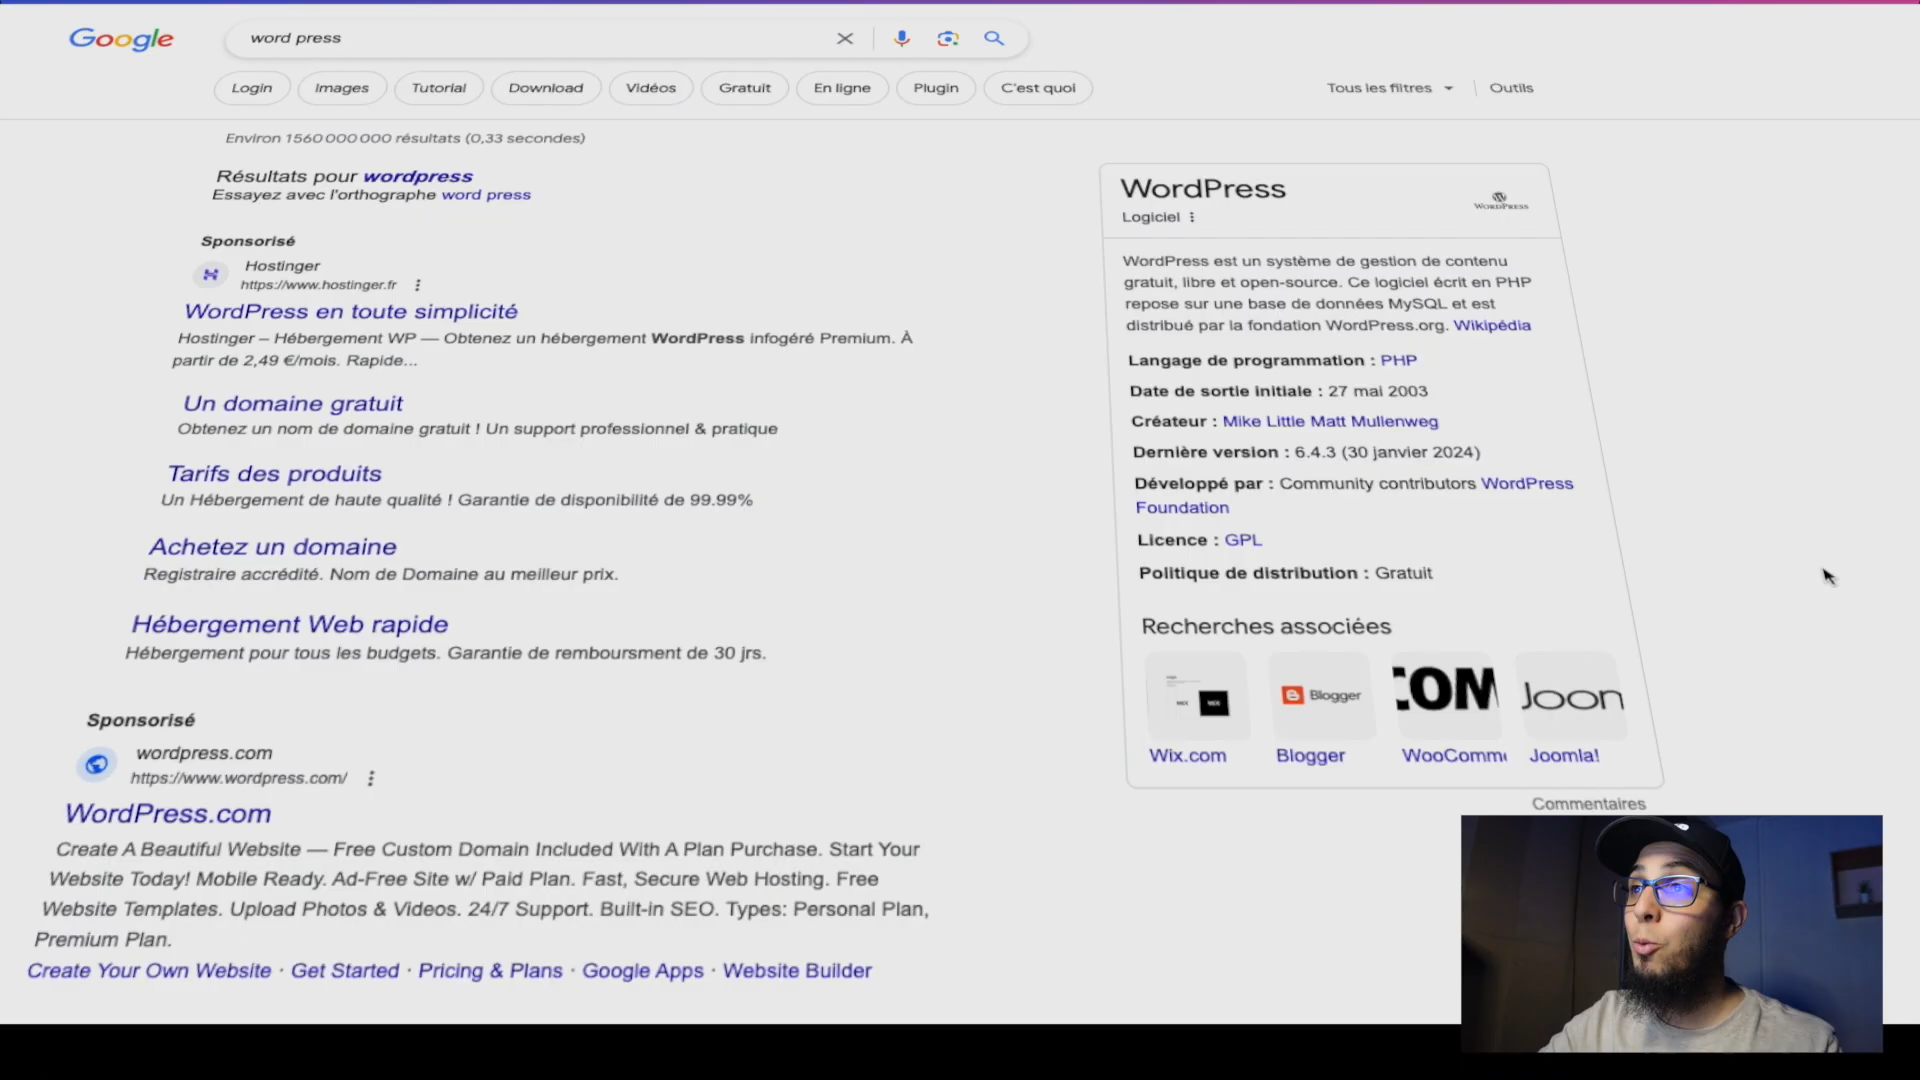 Google
word press
Login
Images
Tutorial
Download
Vidéos
Gratuit
En ligne
Plugin
C'est quoi
Tous les filtres
Outils
Environ 1 560 000 000 résultats (0,33 secondes)
Résultats pour wordpress
Essayez avec l'orthographe word press
Sponsorisé
Hostinger
https://www.hostinger.fr
WordPress en toute simplicité
Hostinger – Hébergement WP — Obtenez un hébergement WordPress infogéré Premium. À
partir de 2,49 €/mois. Rapide...
Un domaine gratuit
Obtenez un nom de domaine gratuit ! Un support professionnel & pratique
Tarifs des produits
Un Hébergement de haute qualité ! Garantie de disponibilité de 99.99%
Achetez un domaine
Registraire accrédité. Nom de Domaine au meilleur prix.
Hébergement Web rapide
Hébergement pour tous les budgets. Garantie de remboursment de 30 jrs.
Sponsorisé
wordpress.com
https://www.wordpress.com/
WordPress.com
Create A Beautiful Website — Free Custom Domain Included With A Plan Purchase. Start Your
Website Today! Mobile Ready. Ad-Free Site w/ Paid Plan. Fast, Secure Web Hosting. Free
Website Templates. Upload Photos & Videos. 24/7 Support. Built-in SEO. Types: Personal Plan,
Premium Plan.
Create Your Own Website · Get Started · Pricing & Plans · Google Apps · Website Builder
WordPress
WORDPRESS
Logiciel
WordPress est un système de gestion de contenu
gratuit, libre et open-source. Ce logiciel écrit en PHP
repose sur une base de données MySQL et est
distribué par la fondation WordPress.org. Wikipédia
Langage de programmation : PHP
Date de sortie initiale : 27 mai 2003
Créateur : Mike Little Matt Mullenweg
Dernière version : 6.4.3 (30 janvier 2024)
Développé par : Community contributors WordPress
Foundation
Licence : GPL
Politique de distribution : Gratuit
Recherches associées
WIX
WIX
Blogger
COM
Joon
Wix.com
Blogger
WooComme
Joomla!
Commentaires